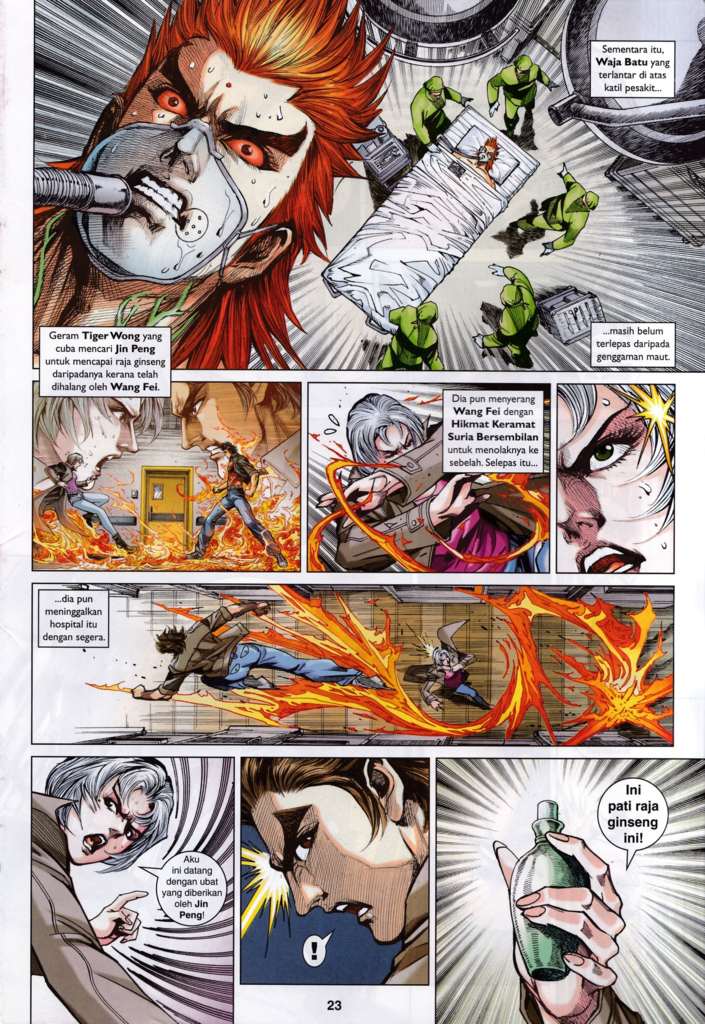 Sementara itu,
Waja Batu yang
terlantar di atas
katil pesakit...
...masih belum
terlepas daripada
genggaman maut.
Geram Tiger Wong yang
cuba mencari Jin Peng
untuk mencapai raja ginseng
daripadanya kerana telah
dihalang oleh Wang Fei.
Dia pun menyerang
Wang Fei dengan
Hikmat Keramat
Suria Bersembilan
untuk menolaknya ke
sebelah. Selepas itu...
...dia pun
meninggalkan
hospital itu
dengan segera.
Aku
ini datang
dengan ubat
yang diberikan
oleh Jin
Peng!
!
Ini
pati raja
ginseng
ini!
23